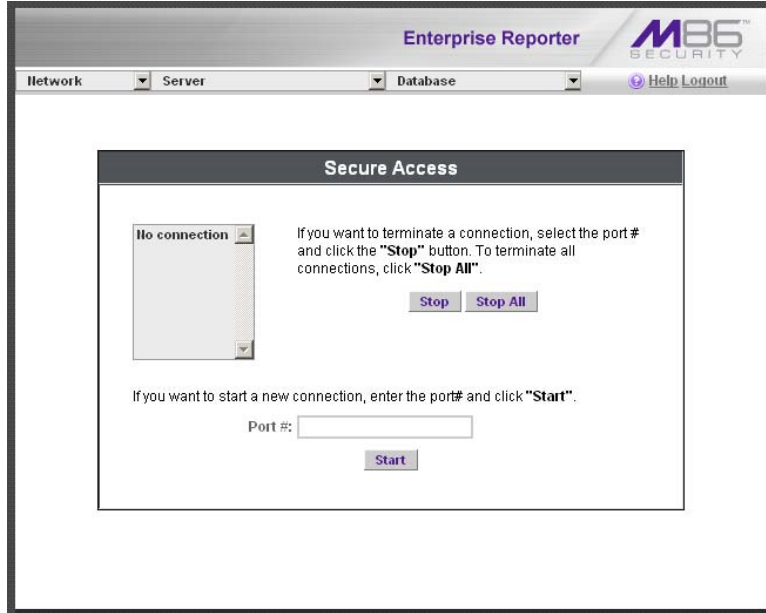 Enterprise Reporter
M86™
SECURITY
Network Server Database Help Logout
Secure Access
No connection
If you want to terminate a connection, select the port #
and click the "Stop" button. To terminate all
connections, click "Stop All".
Stop Stop All
If you want to start a new connection, enter the port# and click "Start".
Port #:
Start